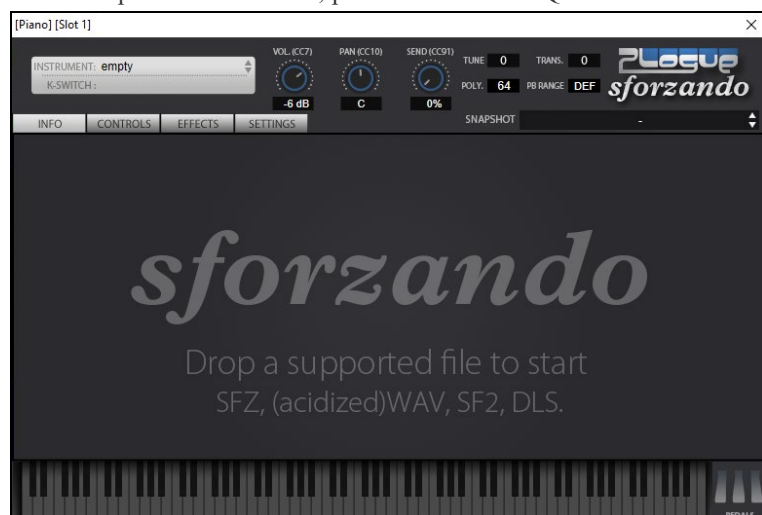 [Piano] [Slot 1]
INSTRUMENT: empty
K-SWITCH :
VOL. (CC7)
-6 dB
PAN (CC10)
C
SEND (CC91)
0%
TUNE 0 TRANS. 0
POLY. 64 PB RANGE DEF
Plogue
sforzando
INFO CONTROLS EFFECTS SETTINGS
SNAPSHOT -
sforzando
Drop a supported file to start
SFZ, (acidized)WAV, SF2, DLS.
PEDALS